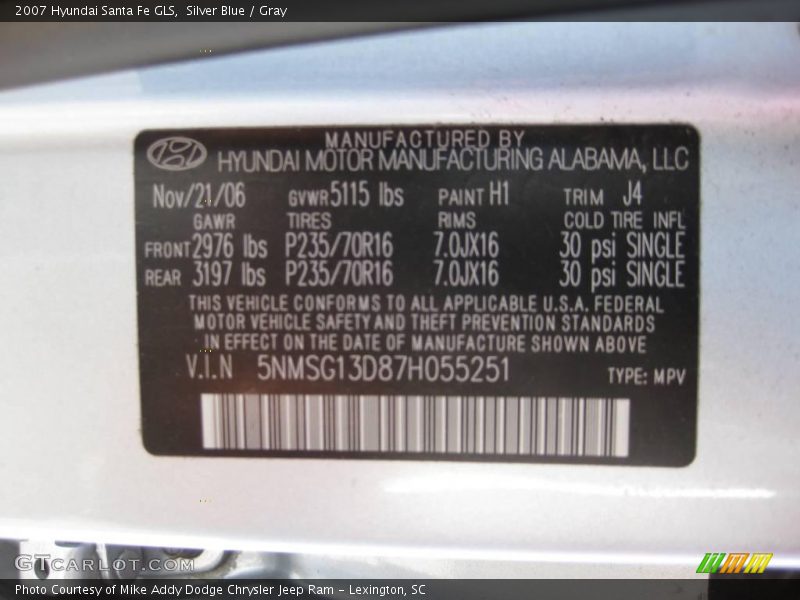 2007 Hyundai Santa Fe GLS,  Silver Blue / Gray
MANUFACTURED BY
HYUNDAI MOTOR MANUFACTURING ALABAMA, LLC
Nov/21/06 GVWR 5115 lbs PAINT H1 TRIM J4
GAWR TIRES RIMS COLD TIRE INFL
FRONT 2976 lbs P235/70R16 7.0JX16 30 psi SINGLE
REAR 3197 lbs P235/70R16 7.0JX16 30 psi SINGLE
THIS VEHICLE CONFORMS TO ALL APPLICABLE U.S.A. FEDERAL
MOTOR VEHICLE SAFETY AND THEFT PREVENTION STANDARDS
IN EFFECT ON THE DATE OF MANUFACTURE SHOWN ABOVE
V.I.N 5NMSG13D87H055251 TYPE: MPV
GTcarlot.com
Photo Courtesy of Mike Addy Dodge Chrysler Jeep Ram – Lexington, SC